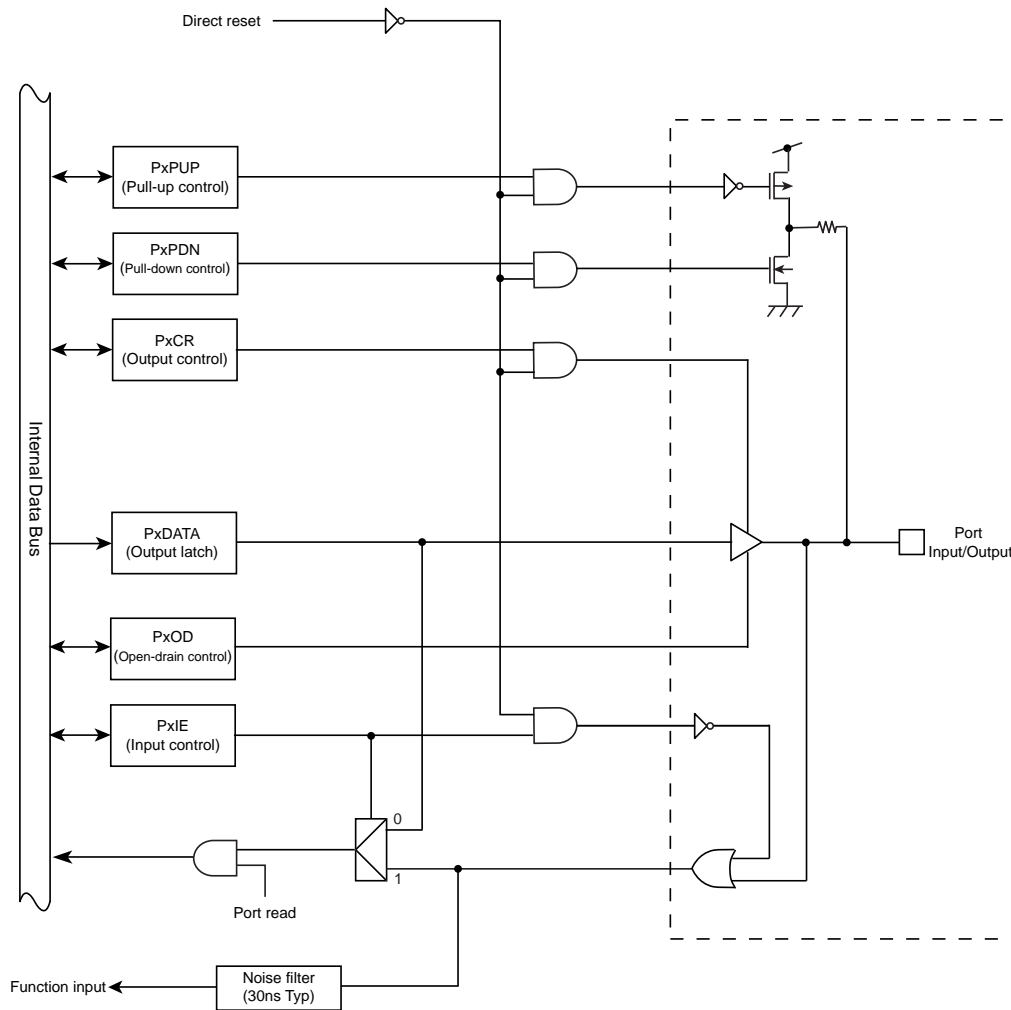 Direct reset
PxPUP
(Pull-up control)
PxPDN
(Pull-down control)
PxCR
(Output control)
Internal Data Bus
PxDATA
(Output latch)
Port
Input/Output
PxOD
(Open-drain control)
PxIE
(Input control)
0
1
Port read
Function input
Noise filter
(30ns Typ)